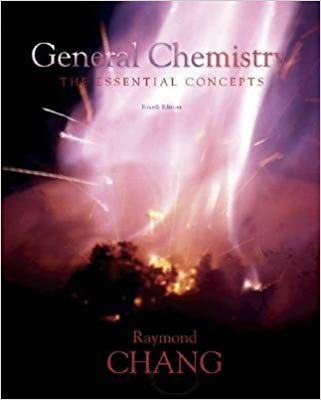 General Chemistry
THE ESSENTIAL CONCEPTS
Fourth Edition
Raymond
CHANG